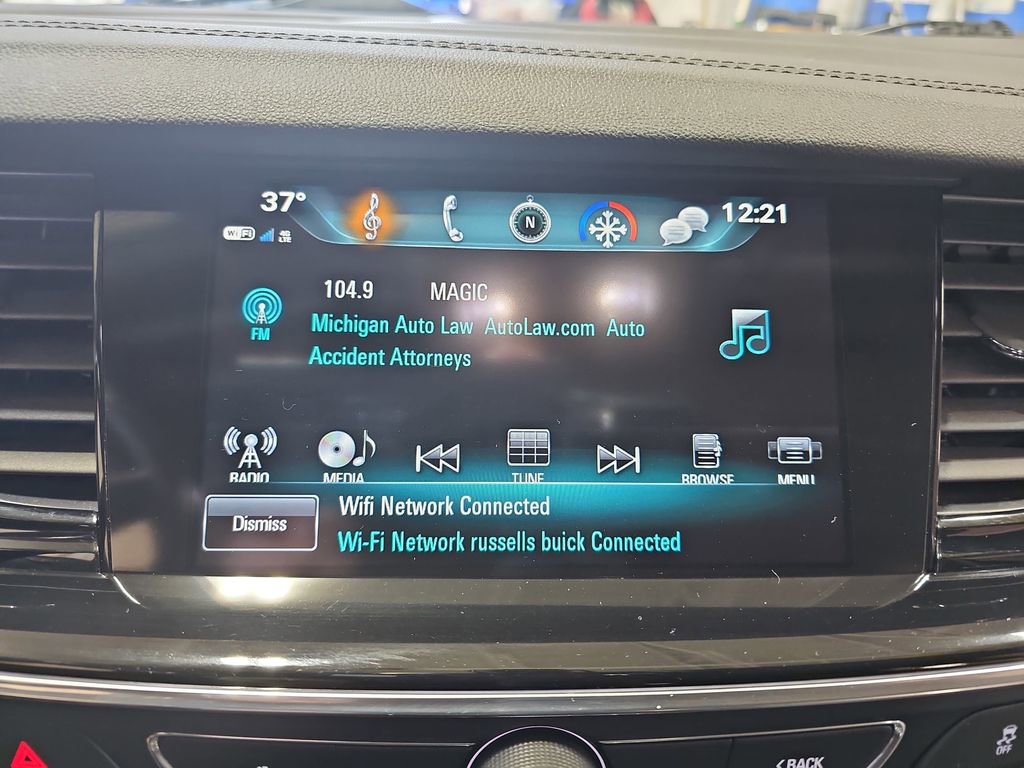 37° 12:21
WiFi 4G LTE
N
104.9 MAGIC
FM
Michigan Auto Law AutoLaw.com Auto
Accident Attorneys
RADIO MEDIA TUNE BROWSE MENU
Dismiss
Wifi Network Connected
Wi-Fi Network russells buick Connected
<BACK
OFF